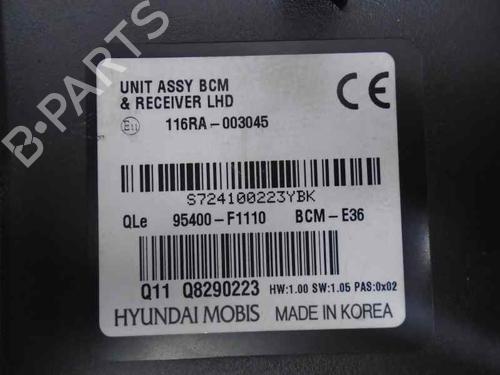 UNIT ASSY BCM
& RECEIVER LHD
CE
E11 116RA-003045
S724100223YBK
QLe 95400-F1110 BCM-E36
Q11 Q8290223 HW:1.00 SW:1.05 PAS:0x02
HYUNDAI MOBIS MADE IN KOREA
B-PARTS